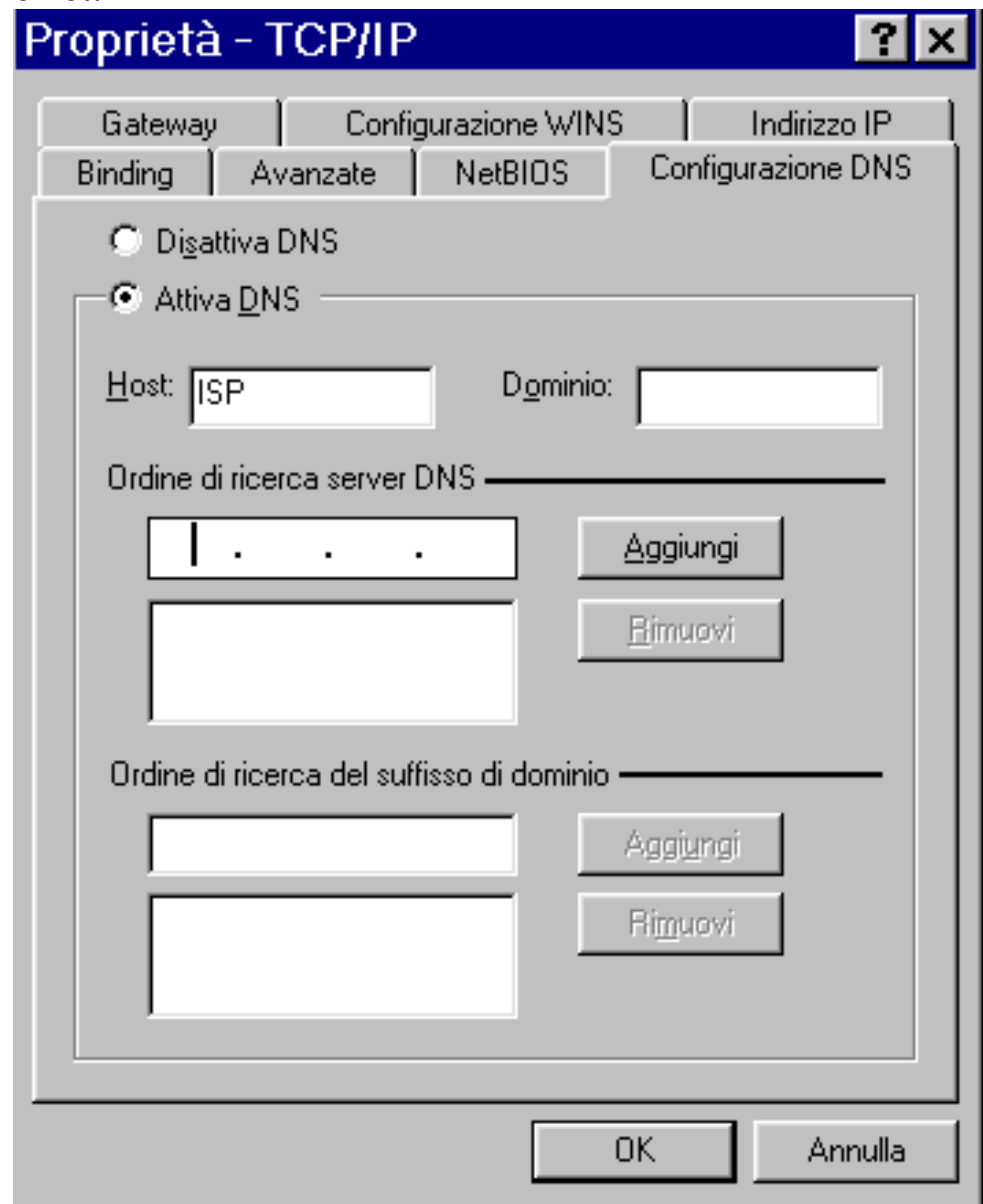 Proprietà - TCP/IP
Gateway Configurazione WINS Indirizzo IP
Binding Avanzate NetBIOS Configurazione DNS
Disattiva DNS
Attiva DNS
Host: ISP Dominio:
Ordine di ricerca server DNS
. . . Aggiungi
Rimuovi
Ordine di ricerca del suffisso di dominio
Aggiungi
Rimuovi
OK Annulla